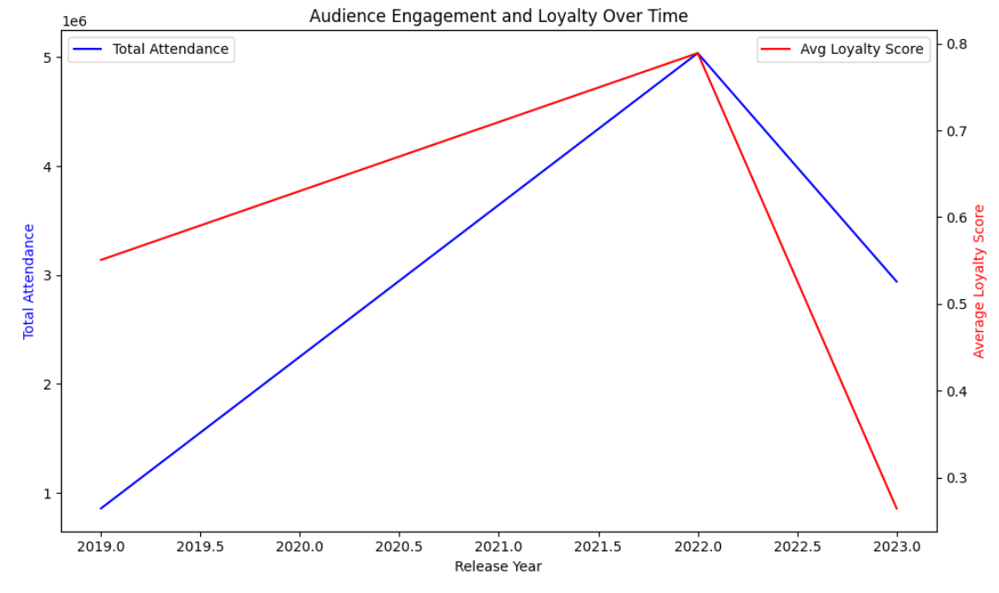 Audience Engagement and Loyalty Over Time
1e6
Total Attendance
Avg Loyalty Score
5
4
3
2
1
Total Attendance
0.8
0.7
0.6
0.5
0.4
0.3
Average Loyalty Score
2019.0 2019.5 2020.0 2020.5 2021.0 2021.5 2022.0 2022.5 2023.0
Release Year